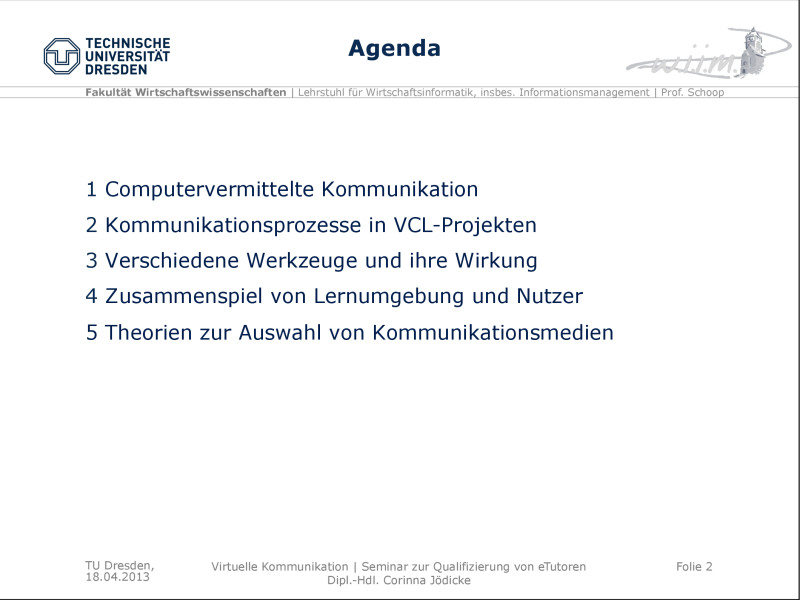 TECHNISCHE
UNIVERSITÄT
DRESDEN
Agenda
w.i.i.m.
Fakultät Wirtschaftswissenschaften | Lehrstuhl für Wirtschaftsinformatik, insbes. Informationsmanagement | Prof. Schoop
1 Computervermittelte Kommunikation
2 Kommunikationsprozesse in VCL-Projekten
3 Verschiedene Werkzeuge und ihre Wirkung
4 Zusammenspiel von Lernumgebung und Nutzer
5 Theorien zur Auswahl von Kommunikationsmedien
TU Dresden,
18.04.2013
Virtuelle Kommunikation | Seminar zur Qualifizierung von eTutoren
Dipl.-Hdl. Corinna Jödicke
Folie 2